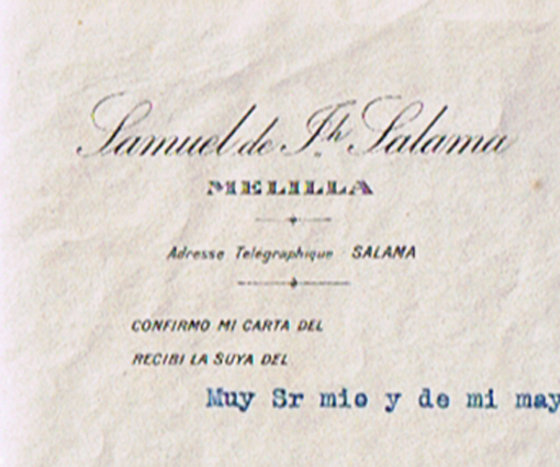 Samuel de Jh. Salama
MELILLA
Adresse Telegraphique SALAMA
CONFIRMO MI CARTA DEL
RECIBI LA SUYA DEL
Muy Sr mio y de mi may